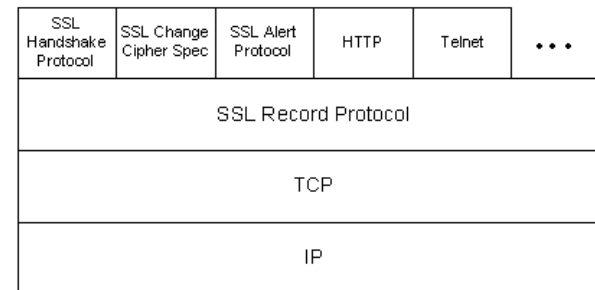 SSL
Handshake
Protocol
SSL Change
Cipher Spec
SSL Alert
Protocol
HTTP
Telnet
...
SSL Record Protocol
TCP
IP